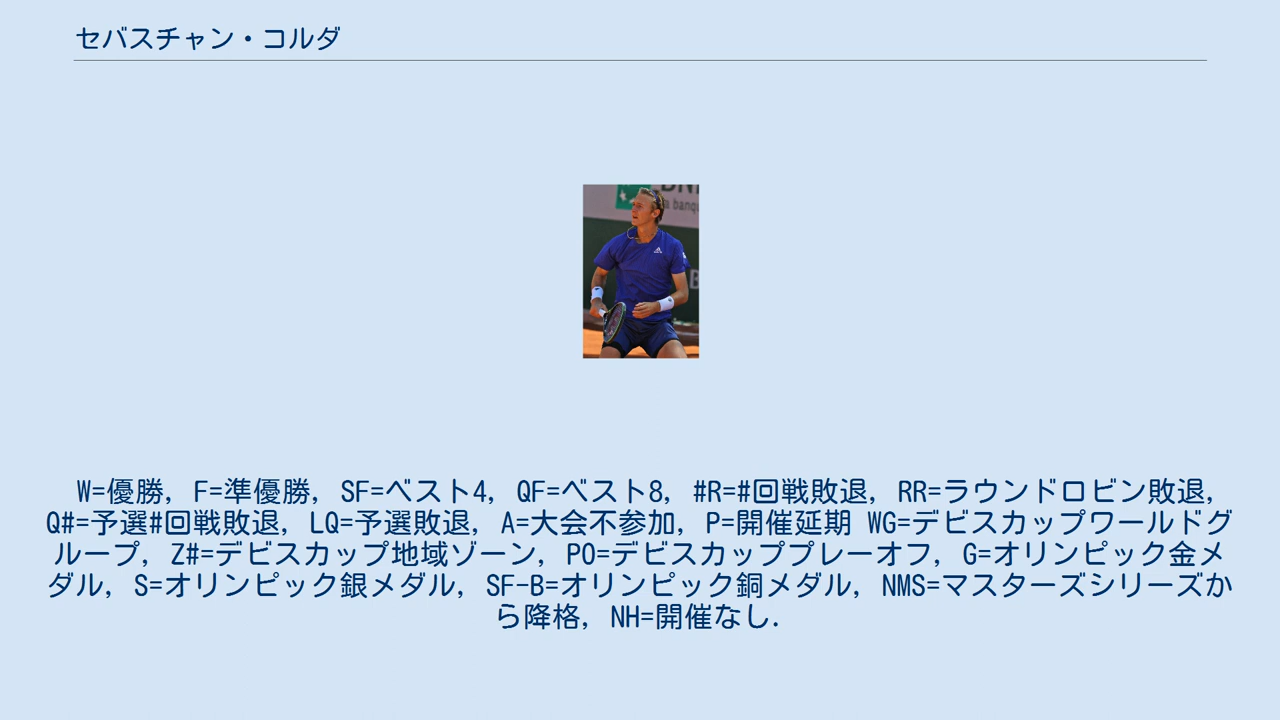 セバスチャン・コルダ
BN
a banq
B
W=優勝, F=準優勝, SF=ベスト4, QF=ベスト8, #R=#回戦敗退, RR=ラウンドロビン敗退,
Q#=予選#回戦敗退, LQ=予選敗退, A=大会不参加, P=開催延期 WG=デビスカップワールドグ
ループ, Z#=デビスカップ地域ゾーン, PO=デビスカッププレーオフ, G=オリンピック金メ
ダル, S=オリンピック銀メダル, SF-B=オリンピック銅メダル, NMS=マスターズシリーズか
ら降格, NH=開催なし.